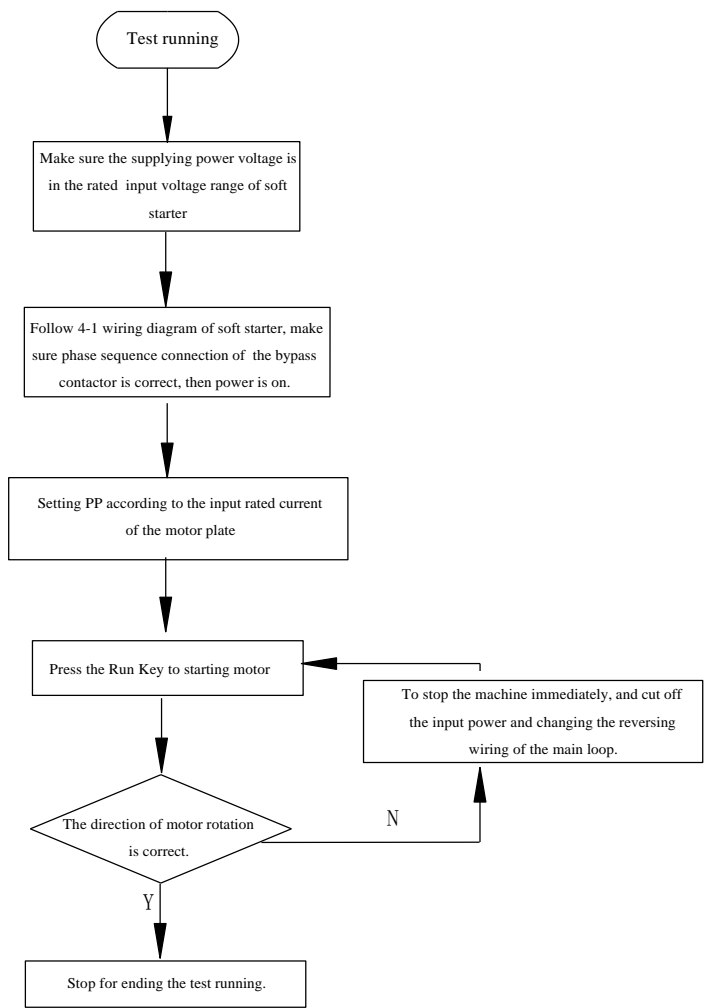 Test running
Make sure the supplying power voltage is
in the rated input voltage range of soft
starter
Follow 4-1 wiring diagram of soft starter, make
sure phase sequence connection of the bypass
contactor is correct, then power is on.
Setting PP according to the input rated current
of the motor plate
Press the Run Key to starting motor
To stop the machine immediately, and cut off
the input power and changing the reversing
wiring of the main loop.
The direction of motor rotation
is correct.
N
Y
Stop for ending the test running.